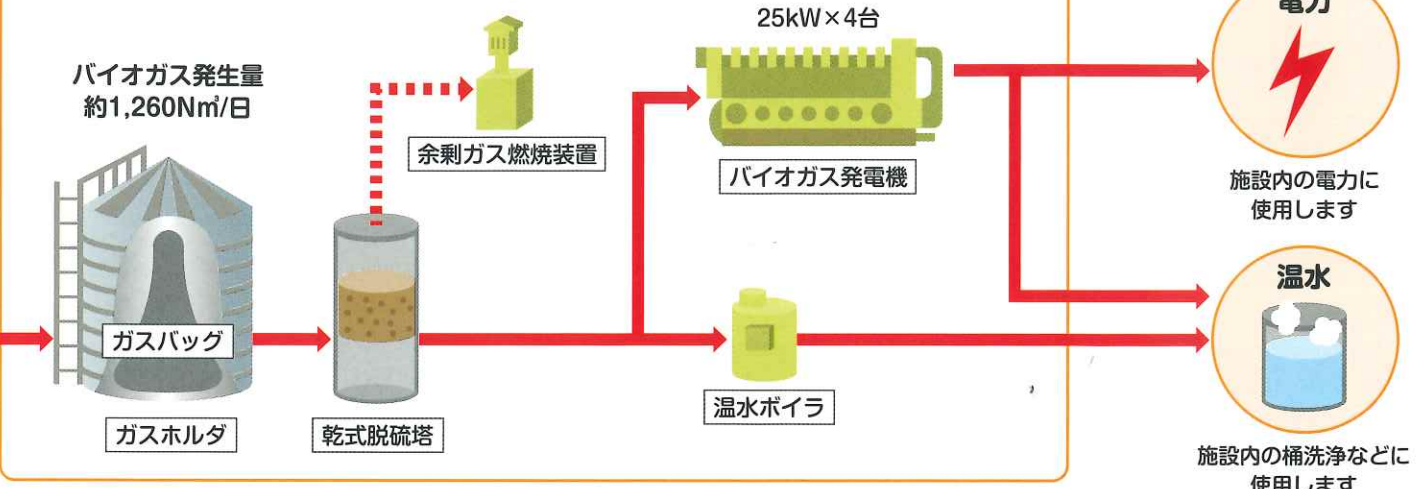 25kW×4台
電力
バイオガス発生量
約1,260N㎥/日
余剰ガス燃焼装置
バイオガス発電機
施設内の電力に
使用します
温水
ガスバッグ
温水ボイラ
ガスホルダ
乾式脱硫塔
施設内の桶洗浄などに
使用します